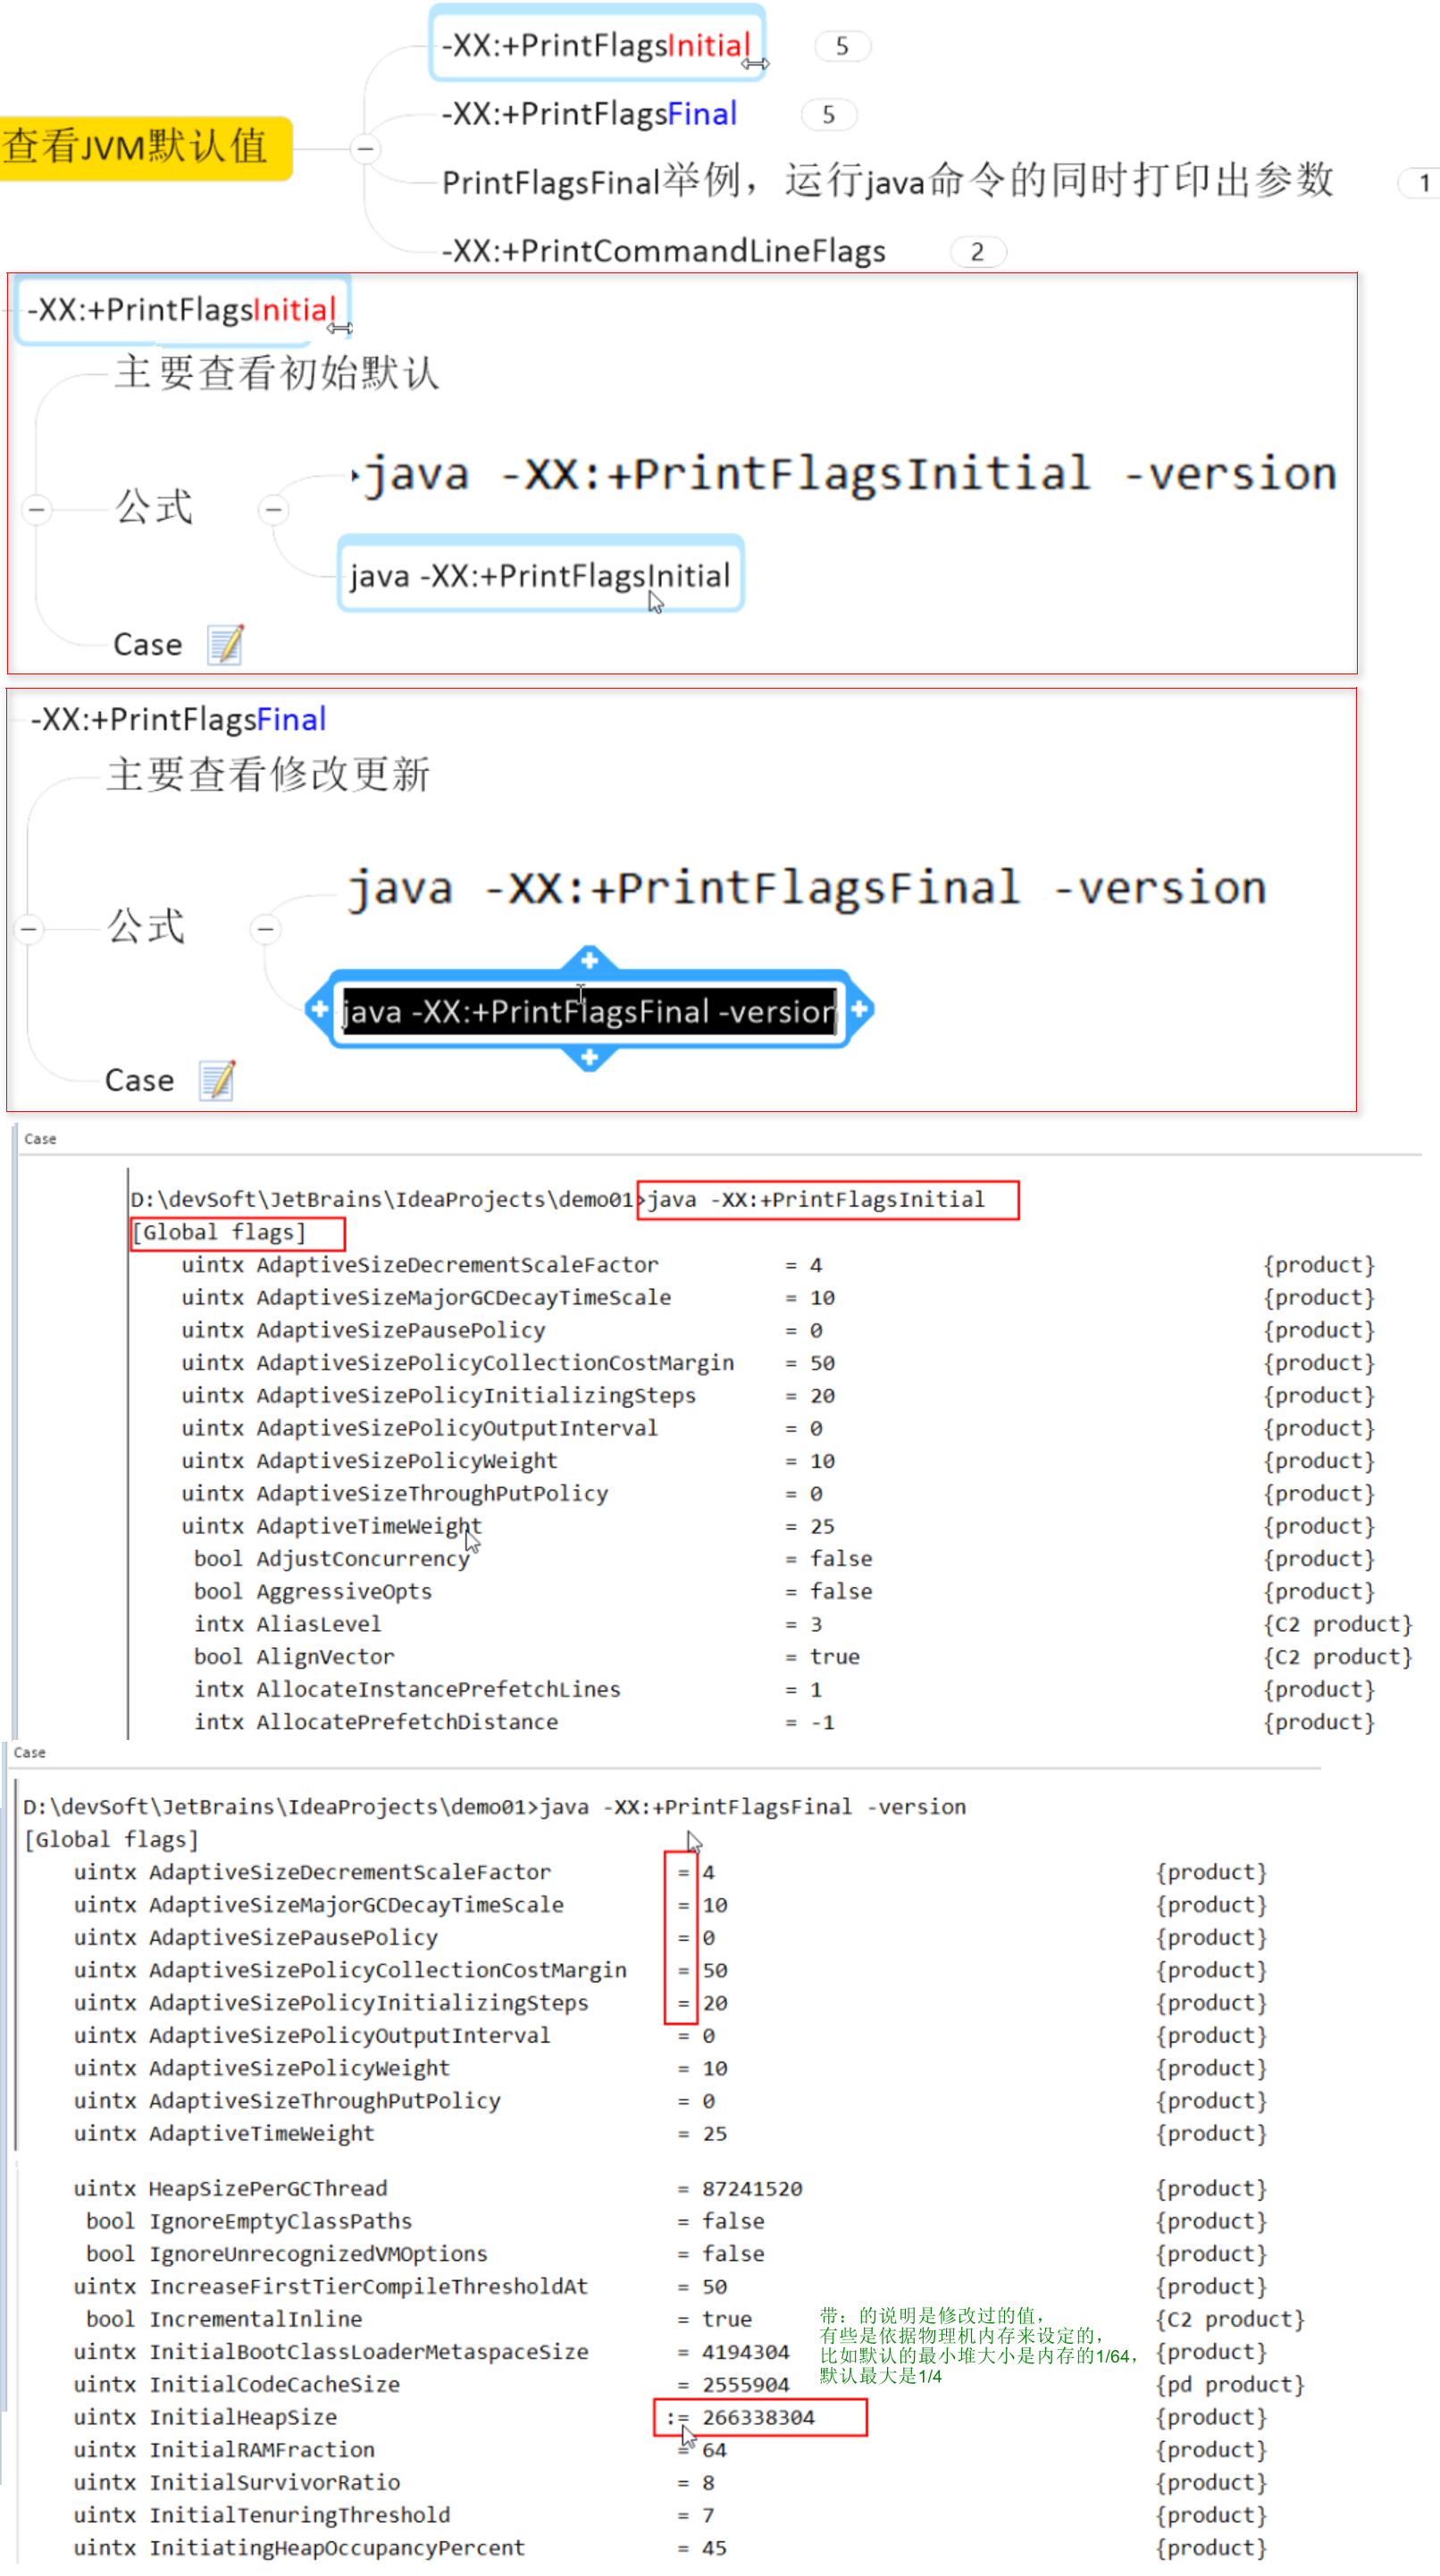 -XX:+PrintFlagsInitial 5
-XX:+PrintFlagsFinal 5
查看JVM默认值
PrintFlagsFinal举例，运行java命令的同时打印出参数 1
-XX:+PrintCommandLineFlags 2
-XX:+PrintFlagsInitial
主要查看初始默认
java -XX:+PrintFlagsInitial -version
公式
java -XX:+PrintFlagsInitial
Case
-XX:+PrintFlagsFinal
主要查看修改更新
java -XX:+PrintFlagsFinal -version
公式
java -XX:+PrintFlagsFinal -version
Case
Case
D:\devSoft\JetBrains\IdeaProjects\demo01>java -XX:+PrintFlagsInitial
[Global flags]
uintx AdaptiveSizeDecrementScaleFactor = 4 {product}
uintx AdaptiveSizeMajorGCDecayTimeScale = 10 {product}
uintx AdaptiveSizePausePolicy = 0 {product}
uintx AdaptiveSizePolicyCollectionCostMargin = 50 {product}
uintx AdaptiveSizePolicyInitializingSteps = 20 {product}
uintx AdaptiveSizePolicyOutputInterval = 0 {product}
uintx AdaptiveSizePolicyWeight = 10 {product}
uintx AdaptiveSizeThroughPutPolicy = 0 {product}
uintx AdaptiveTimeWeight = 25 {product}
bool AdjustConcurrency = false {product}
bool AggressiveOpts = false {product}
intx AliasLevel = 3 {C2 product}
bool AlignVector = true {C2 product}
intx AllocateInstancePrefetchLines = 1 {product}
intx AllocatePrefetchDistance = -1 {product}
Case
D:\devSoft\JetBrains\IdeaProjects\demo01>java -XX:+PrintFlagsFinal -version
[Global flags]
uintx AdaptiveSizeDecrementScaleFactor = 4 {product}
uintx AdaptiveSizeMajorGCDecayTimeScale = 10 {product}
uintx AdaptiveSizePausePolicy = 0 {product}
uintx AdaptiveSizePolicyCollectionCostMargin = 50 {product}
uintx AdaptiveSizePolicyInitializingSteps = 20 {product}
uintx AdaptiveSizePolicyOutputInterval = 0 {product}
uintx AdaptiveSizePolicyWeight = 10 {product}
uintx AdaptiveSizeThroughPutPolicy = 0 {product}
uintx AdaptiveTimeWeight = 25 {product}
uintx HeapSizePerGCThread = 87241520 {product}
bool IgnoreEmptyClassPaths = false {product}
bool IgnoreUnrecognizedVMOptions = false {product}
uintx IncreaseFirstTierCompileThresholdAt = 50 {product}
bool IncrementalInline = true {C2 product}
uintx InitialBootClassLoaderMetaspaceSize = 4194304 {product}
uintx InitialCodeCacheSize = 2555904 {pd product}
带：的说明是修改过的值，
有些是依据物理机内存来设定的，
比如默认的最小堆大小是内存的1/64，
默认最大是1/4
uintx InitialHeapSize := 266338304 {product}
uintx InitialRAMFraction = 64 {product}
uintx InitialSurvivorRatio = 8 {product}
uintx InitialTenuringThreshold = 7 {product}
uintx InitiatingHeapOccupancyPercent = 45 {product}